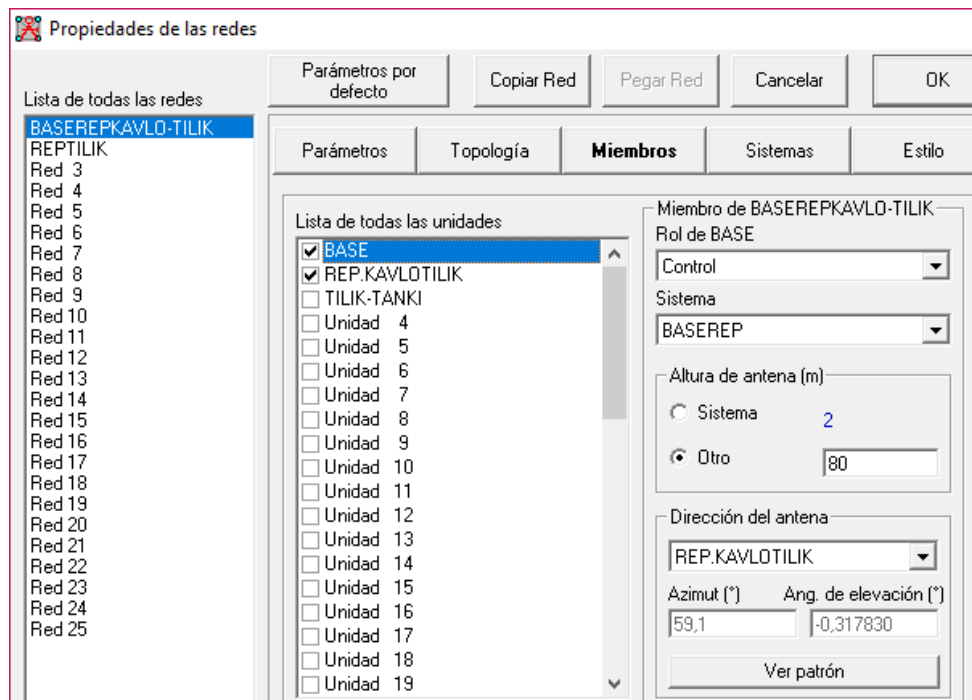 Propiedades de las redes
Parámetros por defecto
Copiar Red
Pegar Red
Cancelar
OK
Lista de todas las redes
BASEREPKAVLO-TILIK
REPTILIK
Red 3
Red 4
Red 5
Red 6
Red 7
Red 8
Red 9
Red 10
Red 11
Red 12
Red 13
Red 14
Red 15
Red 16
Red 17
Red 18
Red 19
Red 20
Red 21
Red 22
Red 23
Red 24
Red 25
Parámetros
Topología
Miembros
Sistemas
Estilo
Lista de todas las unidades
BASE
REP.KAVLOTILIK
TILIK-TANKI
Unidad 4
Unidad 5
Unidad 6
Unidad 7
Unidad 8
Unidad 9
Unidad 10
Unidad 11
Unidad 12
Unidad 13
Unidad 14
Unidad 15
Unidad 16
Unidad 17
Unidad 18
Unidad 19
Miembro de BASEREPKAVLO-TILIK
Rol de BASE
Control
Sistema
BASEREP
Altura de antena (m)
Sistema 2
Otro 80
Dirección del antena
REP.KAVLOTILIK
Azimut (°) Ang. de elevación (°)
59,1 -0,317830
Ver patrón